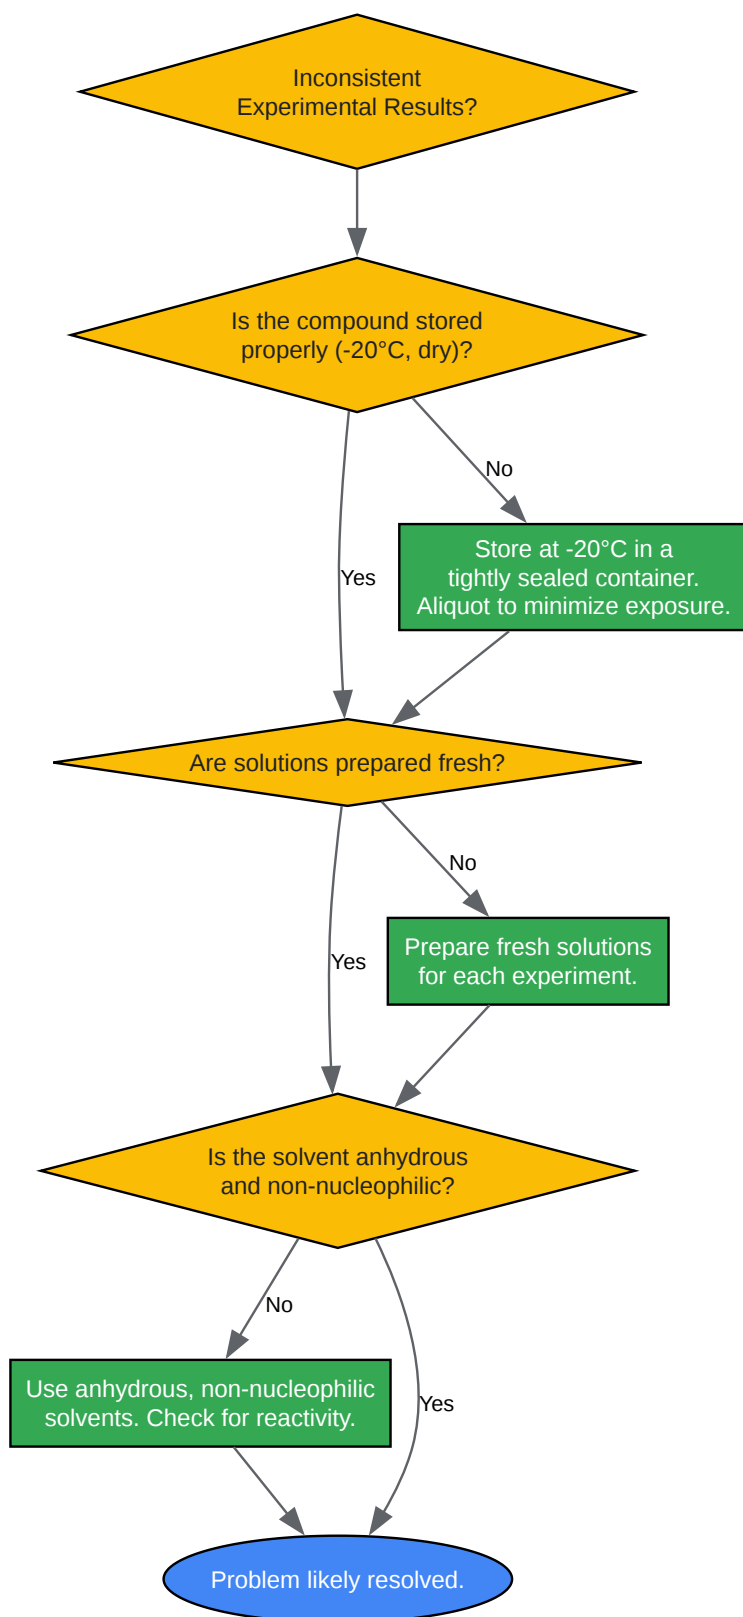 Inconsistent
Experimental Results?
Is the compound stored
properly (-20°C, dry)?
No
Store at -20°C in a
tightly sealed container.
Aliquot to minimize exposure.
Yes
Are solutions prepared fresh?
No
Prepare fresh solutions
for each experiment.
Yes
Is the solvent anhydrous
and non-nucleophilic?
No
Use anhydrous, non-nucleophilic
solvents. Check for reactivity.
Yes
Problem likely resolved.